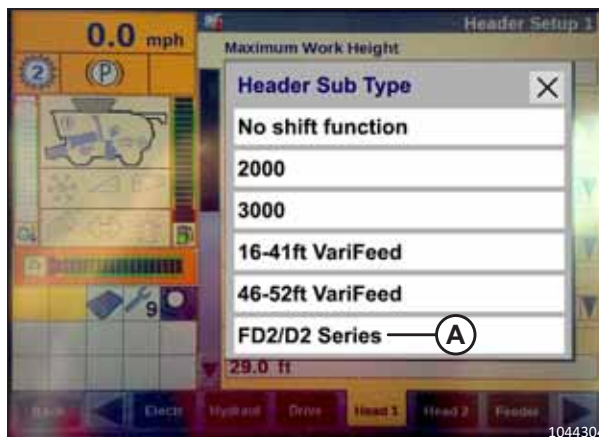 0.0 mph
Header Setup 1
2
P
Maximum Work Height
Header Sub Type
No shift function
2000
3000
16-41ft VariFeed
46-52ft VariFeed
FD2/D2 Series
A
9
29.0 ft
Back
Electr
Hydraul
Drive
Head 1
Head 2
Feeder
1044304